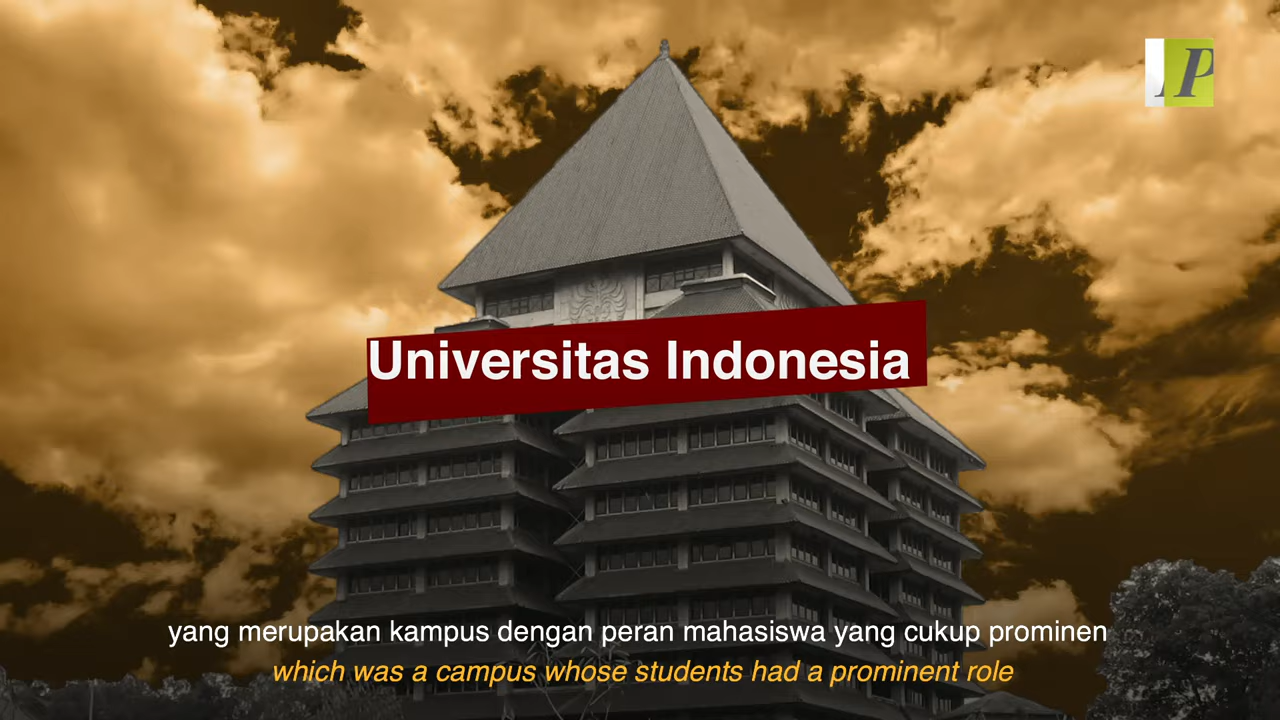 JP
Universitas Indonesia
yang merupakan kampus dengan peran mahasiswa yang cukup prominen
which was a campus whose students had a prominent role